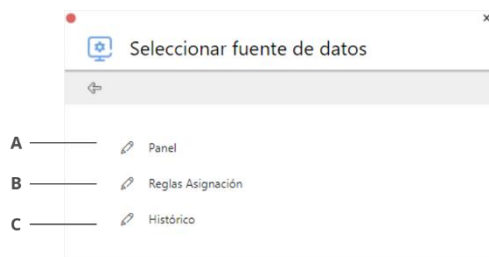 x
Seleccionar fuente de datos
A Panel
B Reglas Asignación
C Histórico